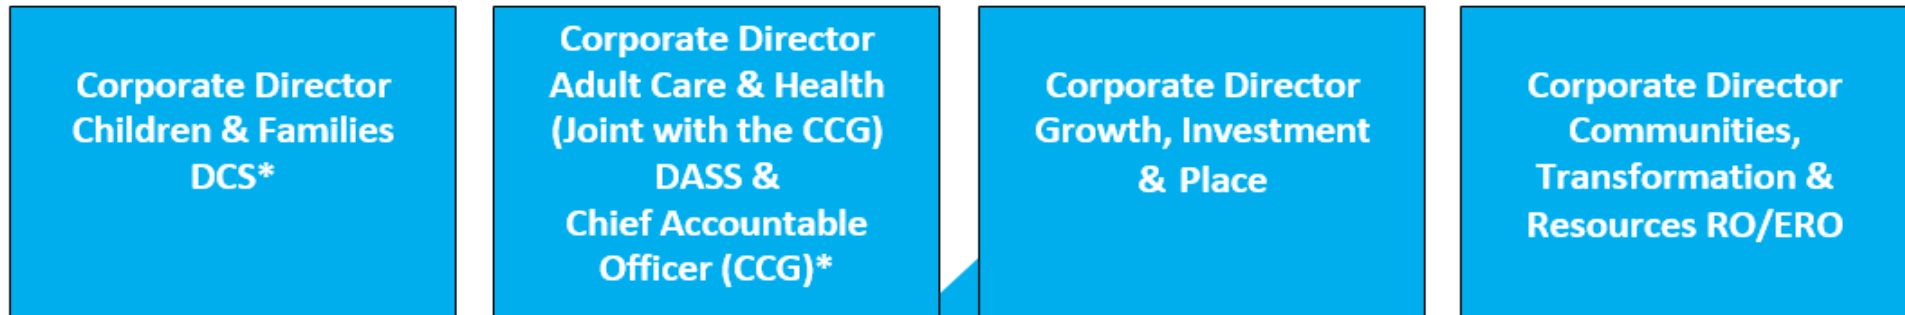 Corporate Director
Children & Families
DCS*
Corporate Director
Adult Care & Health
(Joint with the CCG)
DASS &
Chief Accountable
Officer (CCG)*
Corporate Director
Growth, Investment
& Place
Corporate Director
Communities,
Transformation &
Resources RO/ERO